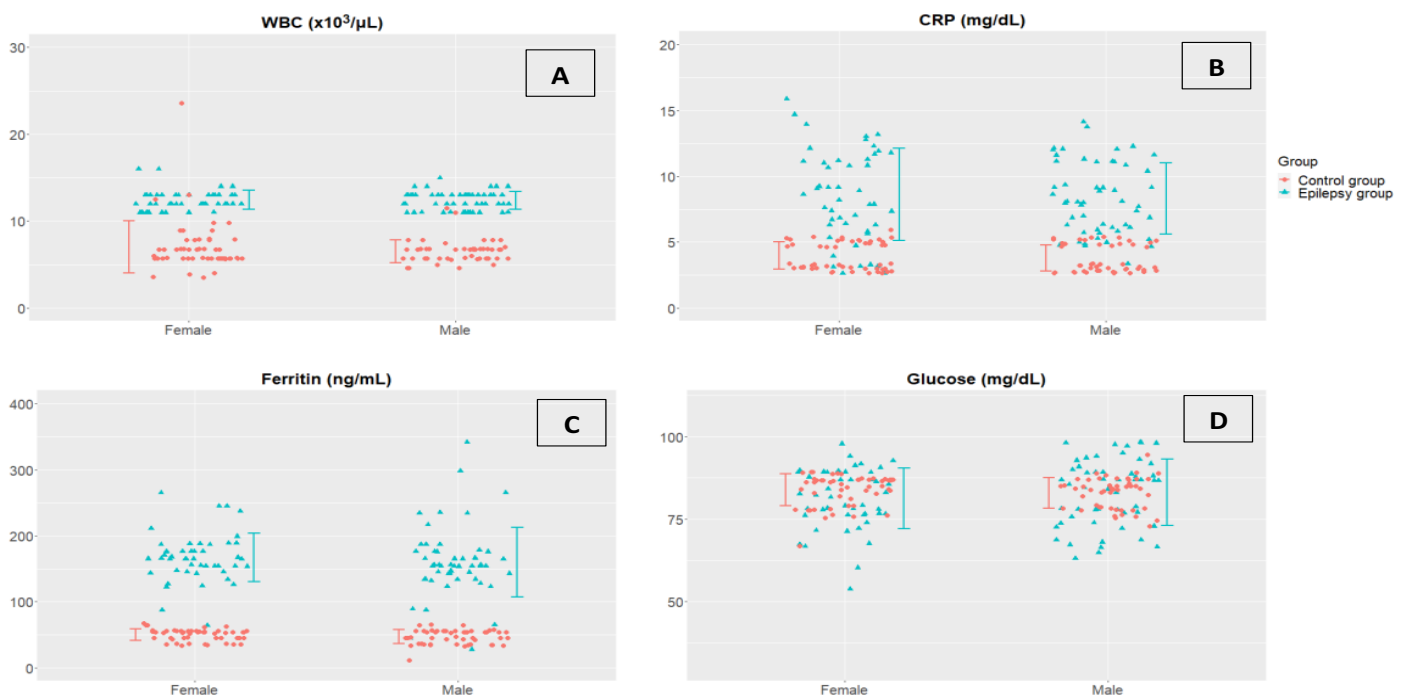 WBC (x10³/µL)
A
30
20
10
0
Female Male
CRP (mg/dL)
B
20
15
10
5
0
Female Male
Group
Control group
Epilepsy group
Ferritin (ng/mL)
C
400
300
200
100
0
Female Male
Glucose (mg/dL)
D
100
75
50
Female Male